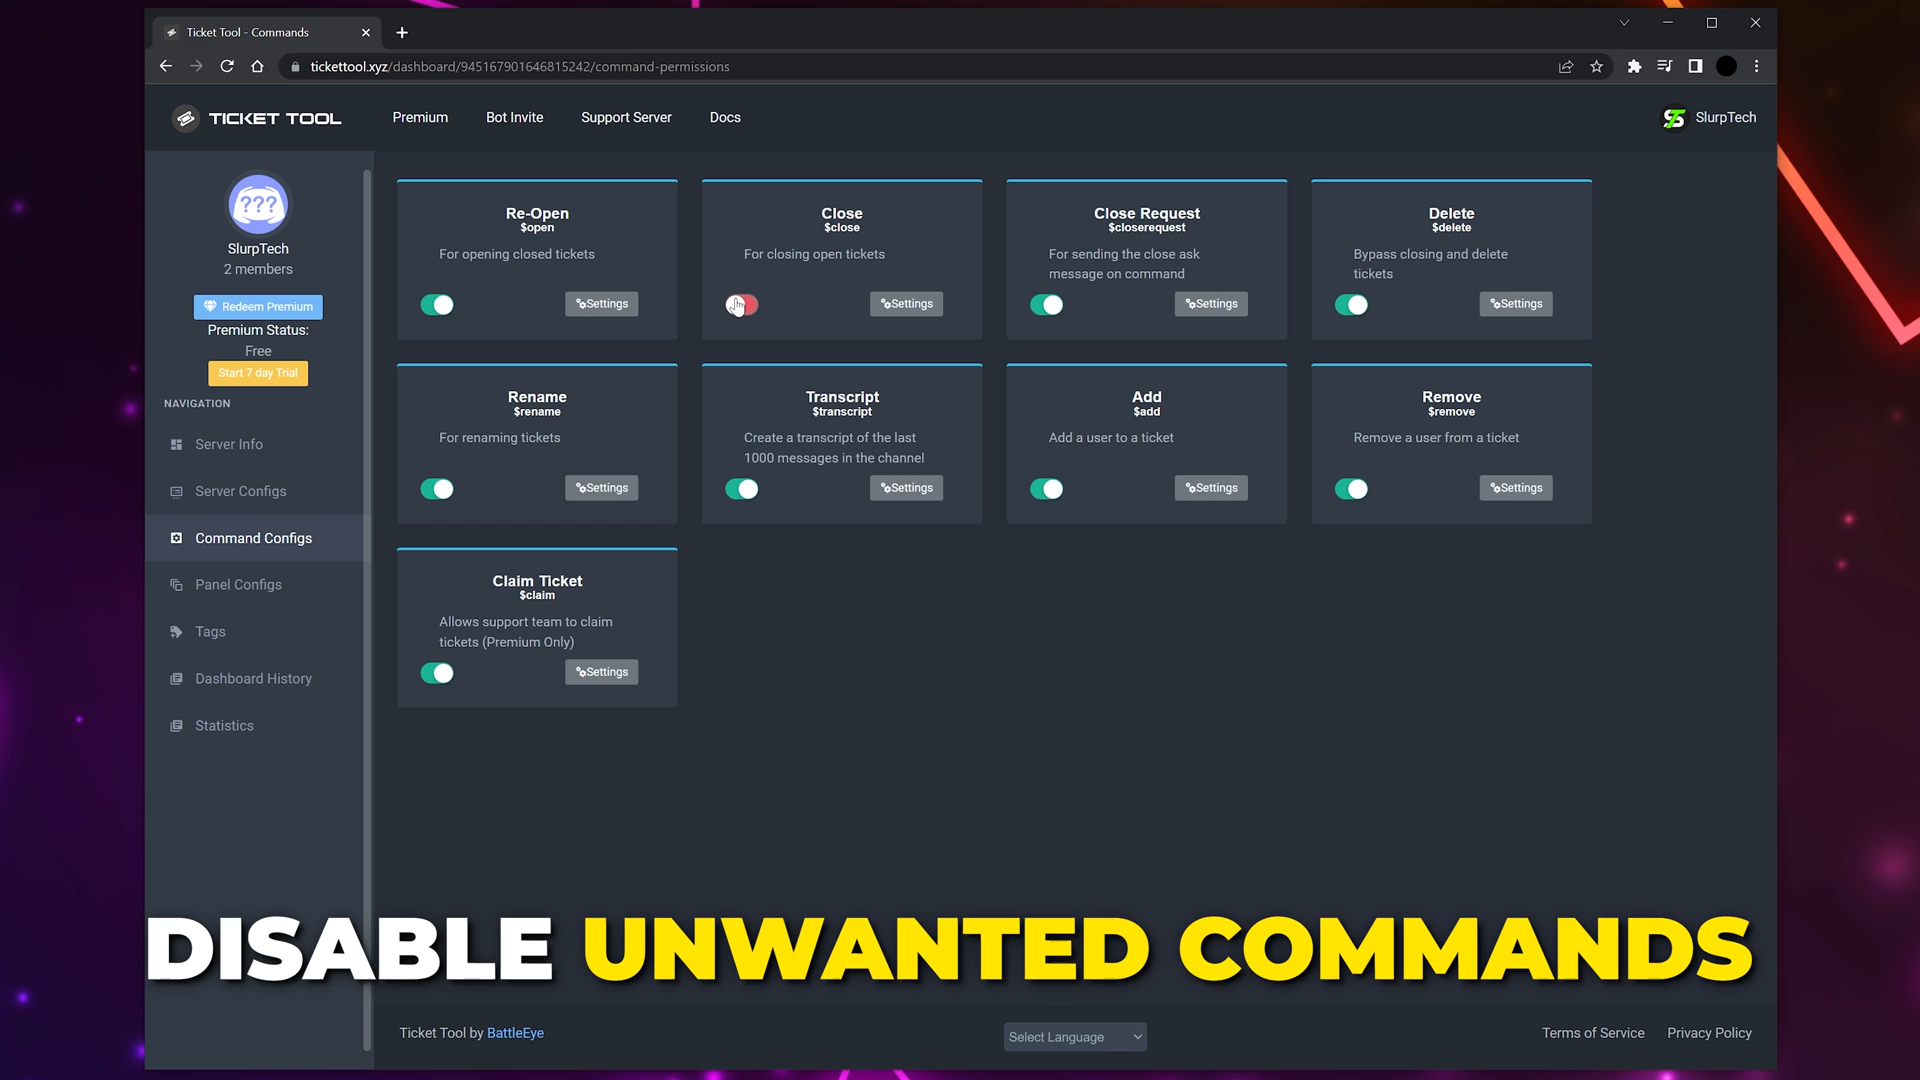 Ticket Tool - Commands
tickettool.xyz/dashboard/945167901646815242/command-permissions
TICKET TOOL
Premium
Bot Invite
Support Server
Docs
SlurpTech
???
SlurpTech
2 members
Redeem Premium
Premium Status:
Free
Start 7 day Trial
NAVIGATION
Server Info
Server Configs
Command Configs
Panel Configs
Tags
Dashboard History
Statistics
Re-Open
$open
For opening closed tickets
Settings
Close
$close
For closing open tickets
Settings
Close Request
$closerequest
For sending the close ask
message on command
Settings
Delete
$delete
Bypass closing and delete
tickets
Settings
Rename
$rename
For renaming tickets
Settings
Transcript
$transcript
Create a transcript of the last
1000 messages in the channel
Settings
Add
$add
Add a user to a ticket
Settings
Remove
$remove
Remove a user from a ticket
Settings
Claim Ticket
$claim
Allows support team to claim
tickets (Premium Only)
Settings
DISABLE UNWANTED COMMANDS
Ticket Tool by BattleEye
Select Language
Terms of Service
Privacy Policy